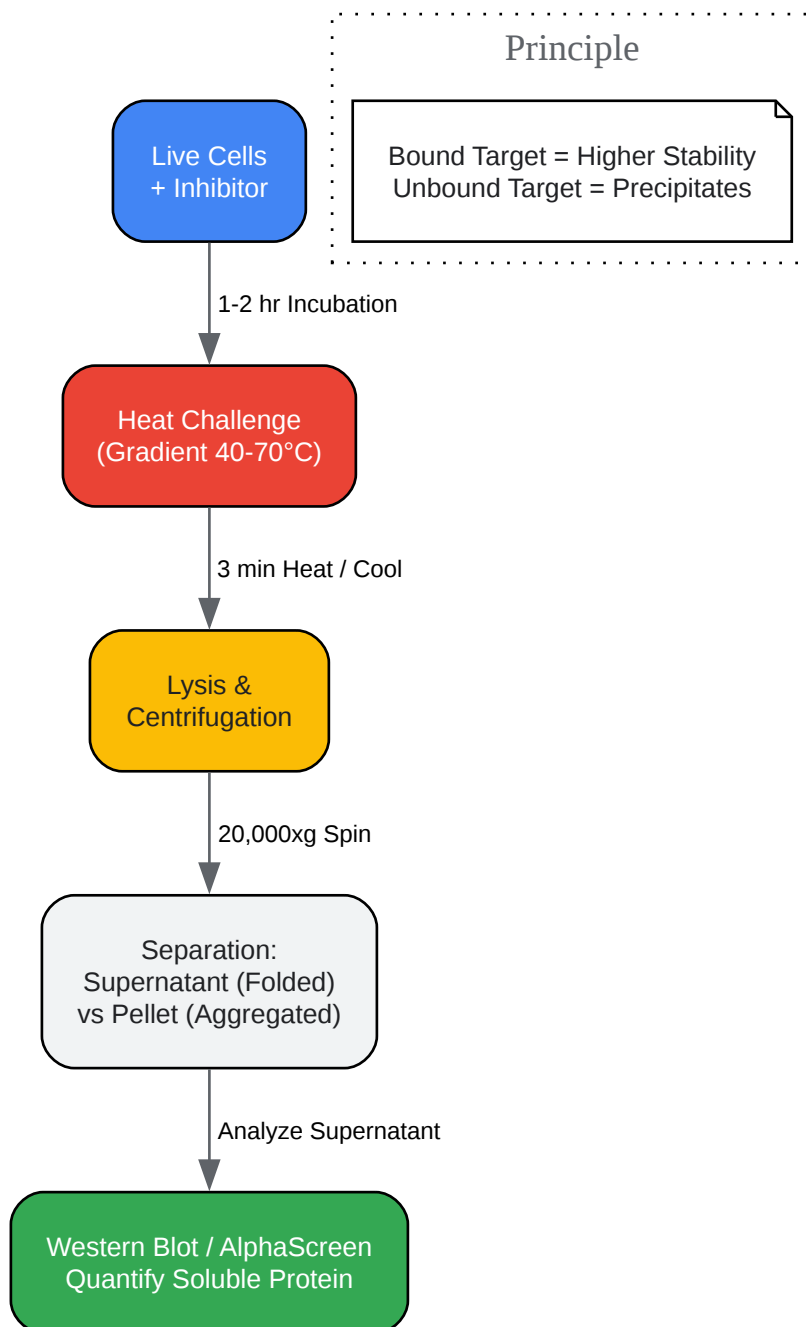 Principle
Live Cells
+ Inhibitor
Bound Target = Higher Stability
Unbound Target = Precipitates
1-2 hr Incubation
Heat Challenge
(Gradient 40-70°C)
3 min Heat / Cool
Lysis &
Centrifugation
20,000xg Spin
Separation:
Supernatant (Folded)
vs Pellet (Aggregated)
Analyze Supernatant
Western Blot / AlphaScreen
Quantify Soluble Protein